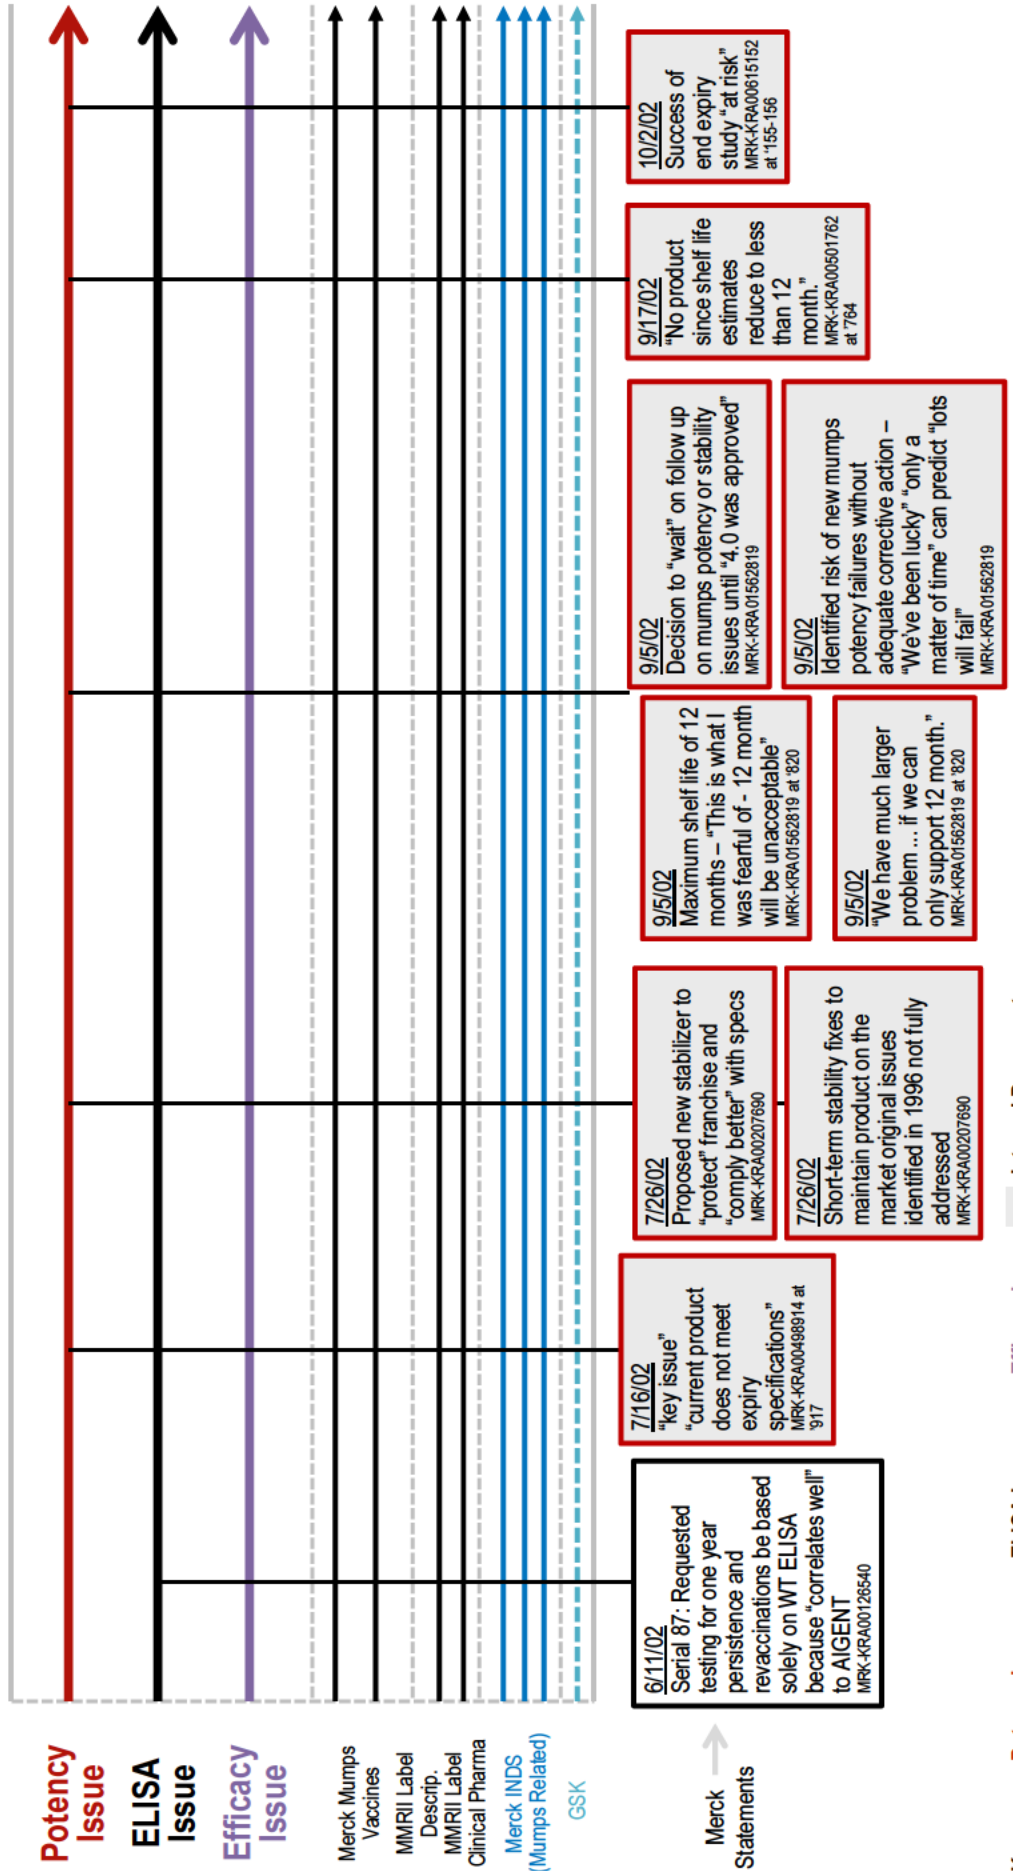 Potency
Issue
ELISA
Issue
Efficacy
Issue
Merck Mumps
Vaccines
MMRII Label
Descrip.
MMRII Label
Clinical Pharma
Merck INDS
(Mumps Related)
GSK
Merck
Statements
6/11/02
Serial 87: Requested
testing for one year
persistence and
revaccinations be based
solely on WT ELISA
because “correlates well”
to AIGENT
MRK-KRA00126540
7/16/02
“key issue”
“current product
does not meet
expiry
specifications”
MRK-KRA00498914 at
’917
7/26/02
Proposed new stabilizer to
“protect” franchise and
“comply better” with specs
MRK-KRA00207690
7/26/02
Short-term stability fixes to
maintain product on the
market original issues
identified in 1996 not fully
addressed
MRK-KRA00207690
9/5/02
Maximum shelf life of 12
months – “This is what I
was fearful of - 12 month
will be unacceptable”
MRK-KRA01562819 at ’820
9/5/02
“We have much larger
problem ... if we can
only support 12 month.”
MRK-KRA01562819 at ’820
9/5/02
Decision to “wait” on follow up
on mumps potency or stability
issues until “4.0 was approved”
MRK-KRA01562819
9/5/02
Identified risk of new mumps
potency failures without
adequate corrective action –
“We’ve been lucky” “only a
matter of time” can predict “lots
will fail”
MRK-KRA01562819
9/17/02
“No product
since shelf life
estimates
reduce to less
than 12
month.”
MRK-KRA00501762
at ’764
10/2/02
Success of
end expiry
study “at risk”
MRK-KRA00615152
at ’155-156